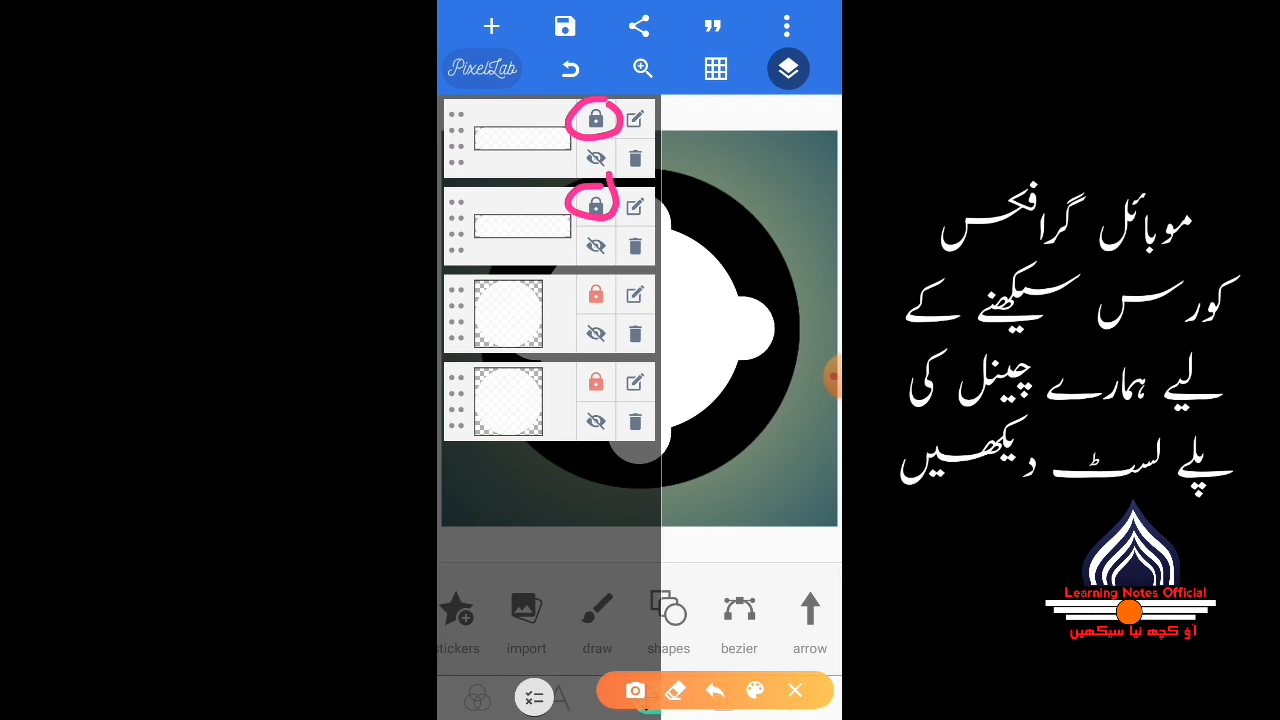 PixelLab
موبائل گرافکس
کورس سیکھنے کے
لیے ہمارے چینل کی
پلے لسٹ دیکھیں
Learning Notes Official
آؤ کچھ نیا سیکھیں
stickers import draw shapes bezier arrow